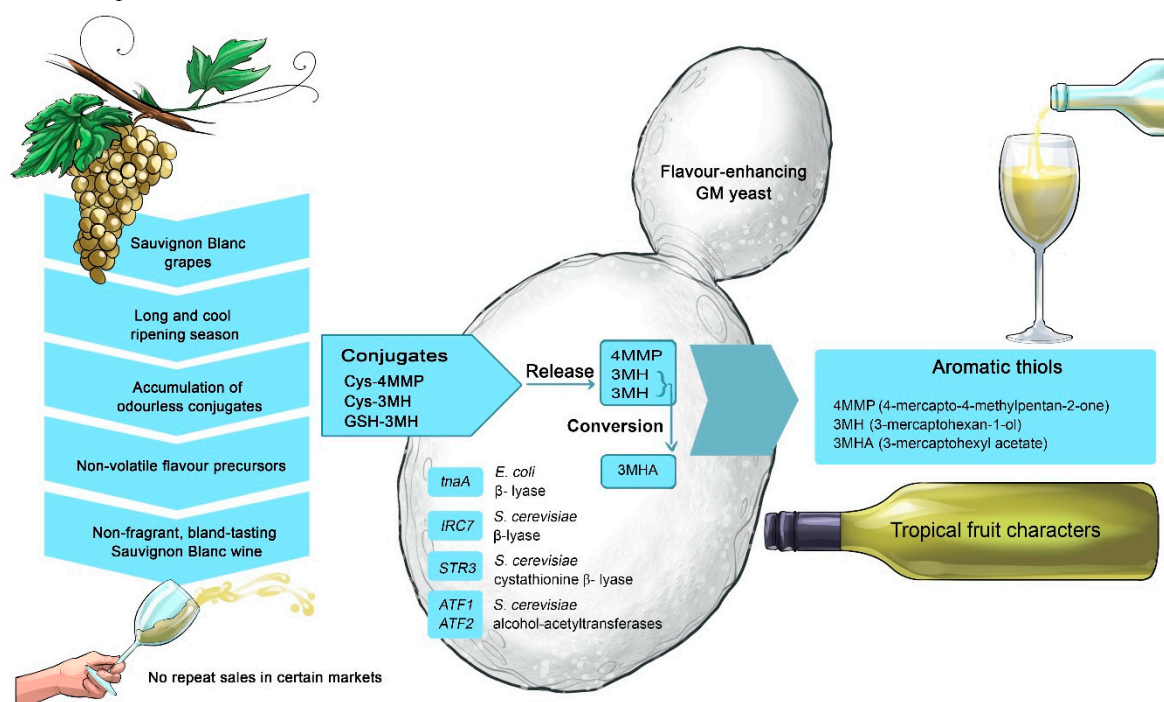 Sauvignon Blanc
grapes
Long and cool
ripening season
Accumulation of
odourless conjugates
Non-volatile flavour precursors
Non-fragrant, bland-tasting
Sauvignon Blanc wine
No repeat sales in certain markets
Flavour-enhancing
GM yeast
Conjugates
Cys-4MMP
Cys-3MH
GSH-3MH
Release
4MMP
3MH
3MH
Conversion
3MHA
tnaA E. coli
β- lyase
IRC7 S. cerevisiae
β-lyase
STR3 S. cerevisiae
cystathionine β- lyase
ATF1 S. cerevisiae
ATF2 alcohol-acetyltransferases
Aromatic thiols
4MMP (4-mercapto-4-methylpentan-2-one)
3MH (3-mercaptohexan-1-ol)
3MHA (3-mercaptohexyl acetate)
Tropical fruit characters